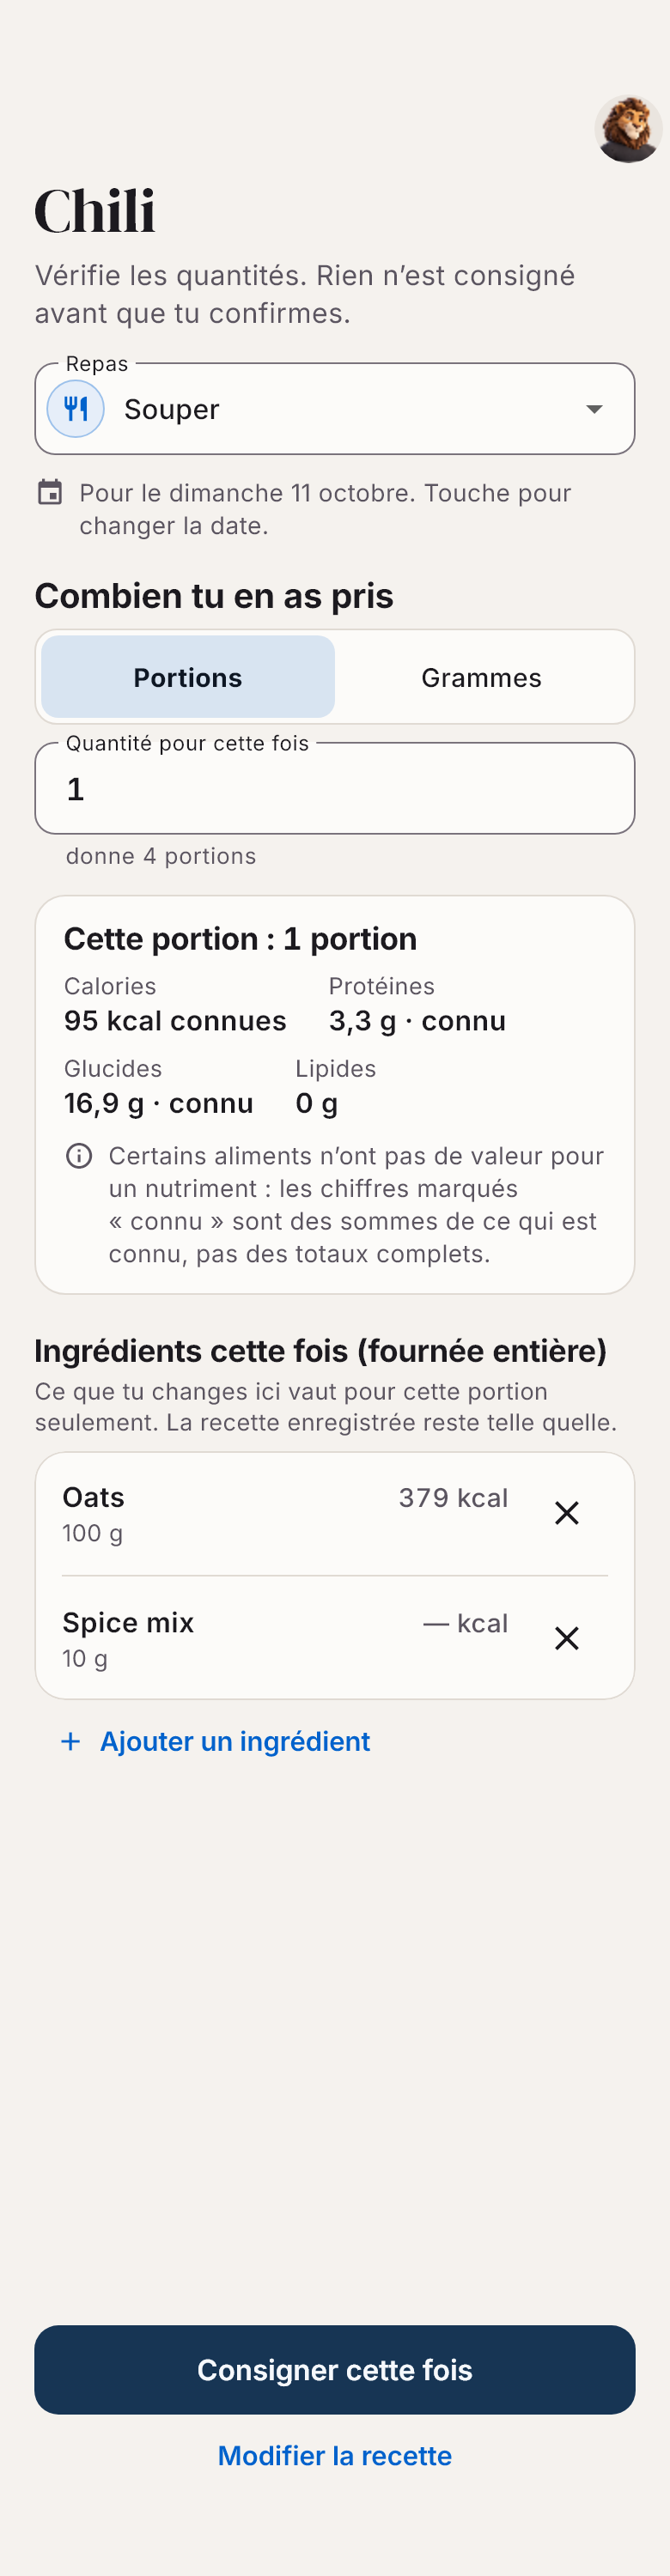 Chili
Vérifie les quantités. Rien n’est consigné
avant que tu confirmes.
Repas
Souper
Pour le dimanche 11 octobre. Touche pour
changer la date.
Combien tu en as pris
Portions
Grammes
Quantité pour cette fois
1
donne 4 portions
Cette portion : 1 portion
Calories
Protéines
95 kcal connues
3,3 g · connu
Glucides
Lipides
16,9 g · connu
0 g
Certains aliments n’ont pas de valeur pour
un nutriment : les chiffres marqués
« connu » sont des sommes de ce qui est
connu, pas des totaux complets.
Ingrédients cette fois (fournée entière)
Ce que tu changes ici vaut pour cette portion
seulement. La recette enregistrée reste telle quelle.
Oats
379 kcal
100 g
Spice mix
— kcal
10 g
Ajouter un ingrédient
Consigner cette fois
Modifier la recette